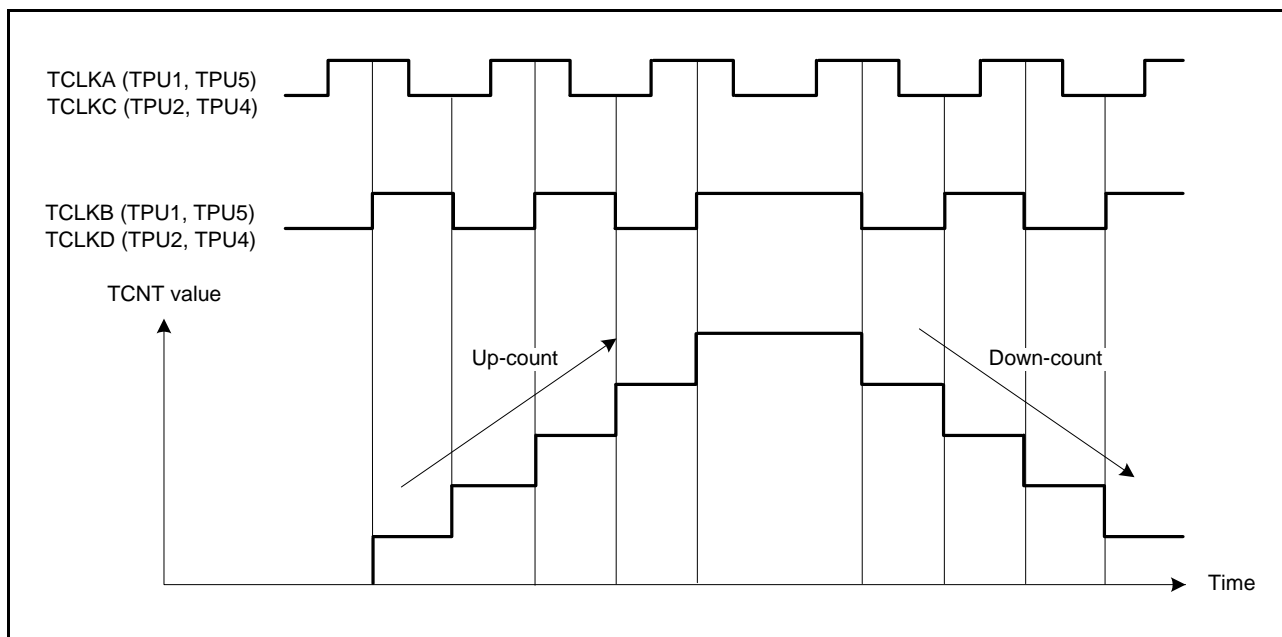 TCLKA (TPU1, TPU5)
TCLKC (TPU2, TPU4)
TCLKB (TPU1, TPU5)
TCLKD (TPU2, TPU4)
TCNT value
Up-count
Down-count
Time